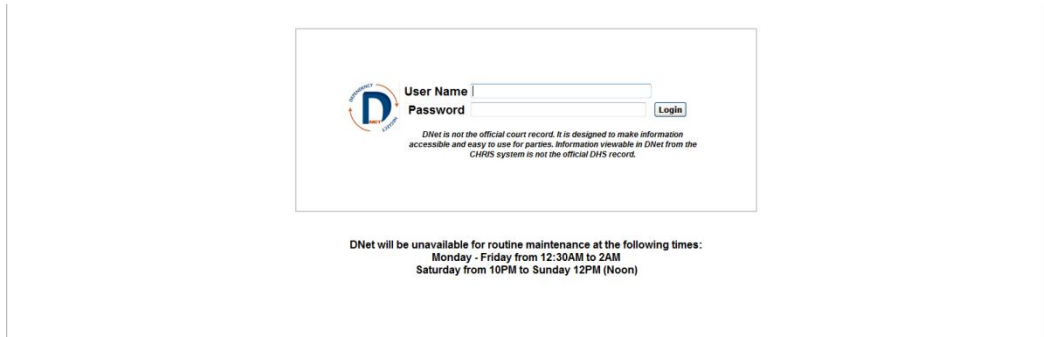 DEPENDENCY
DNET
User Name
Password
Login
DNet is not the official court record. It is designed to make information
accessible and easy to use for parties. Information viewable in DNet from the
CHRIS system is not the official DHS record.
DNet will be unavailable for routine maintenance at the following times:
Monday - Friday from 12:30AM to 2AM
Saturday from 10PM to Sunday 12PM (Noon)